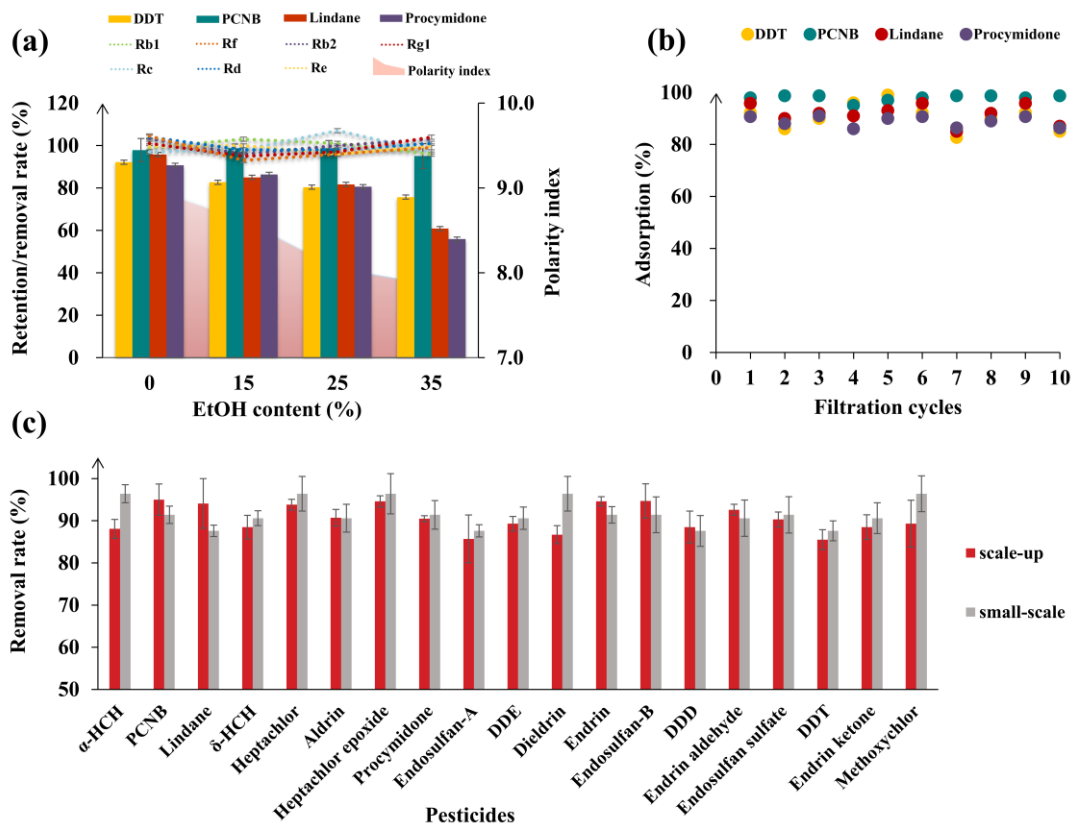 (a)
DDT PCNB Lindane Procymidone
Rb1 Rf Rb2 Rg1
Rc Rd Re Polarity index
Retention/removal rate (%)
120
100
80
60
40
20
0
10.0
9.0
8.0
7.0
Polarity index
0 15 25 35
EtOH content (%)
(b)
DDT PCNB Lindane Procymidone
Adsorption (%)
100
80
60
40
20
0
0 1 2 3 4 5 6 7 8 9 10
Filtration cycles
(c)
Removal rate (%)
100
90
80
90
70
60
50
scale-up
small-scale
α-HCH
PCNB
Lindane
δ-HCH
Heptachlor
Aldrin
Heptachlor epoxide
Procymidone
Endosulfan-A
DDE
Dieldrin
Endrin
Endosulfan-B
DDD
Endrin aldehyde
Endosulfan sulfate
DDT
Endrin ketone
Methoxychlor
Pesticides